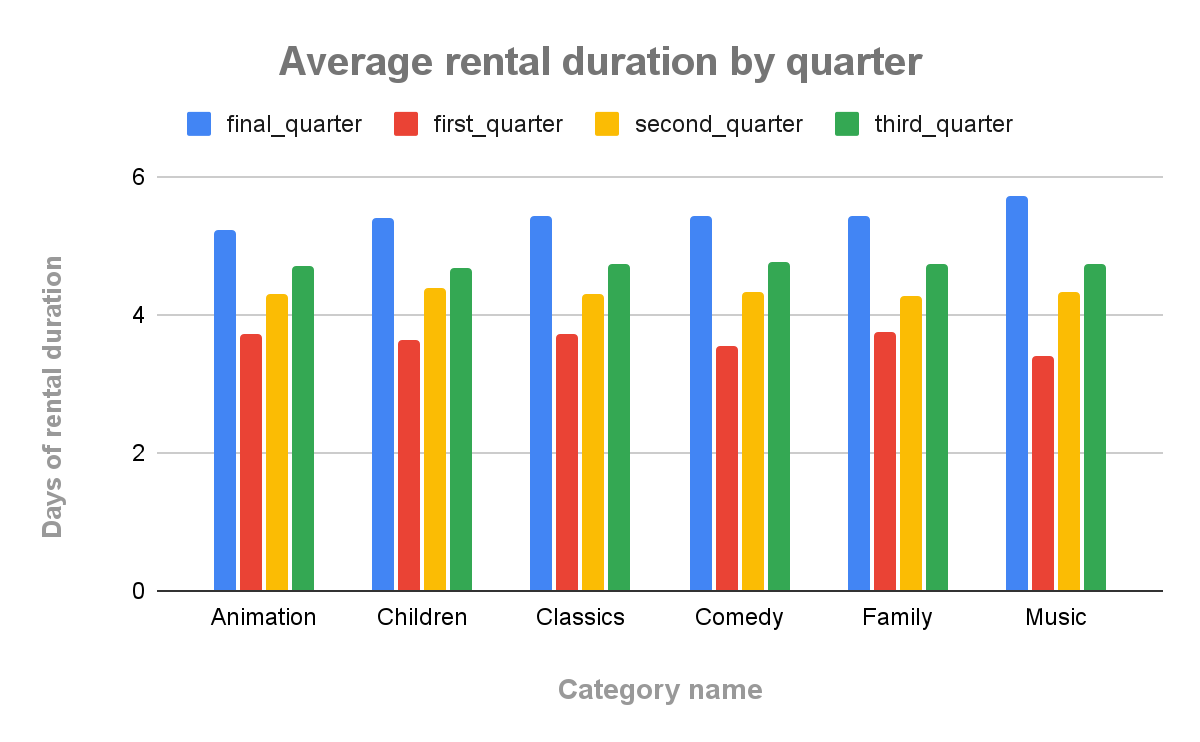 Average rental duration by quarter
final_quarter first_quarter second_quarter third_quarter
Days of rental duration
6
4
2
0
Animation Children Classics Comedy Family Music
Category name